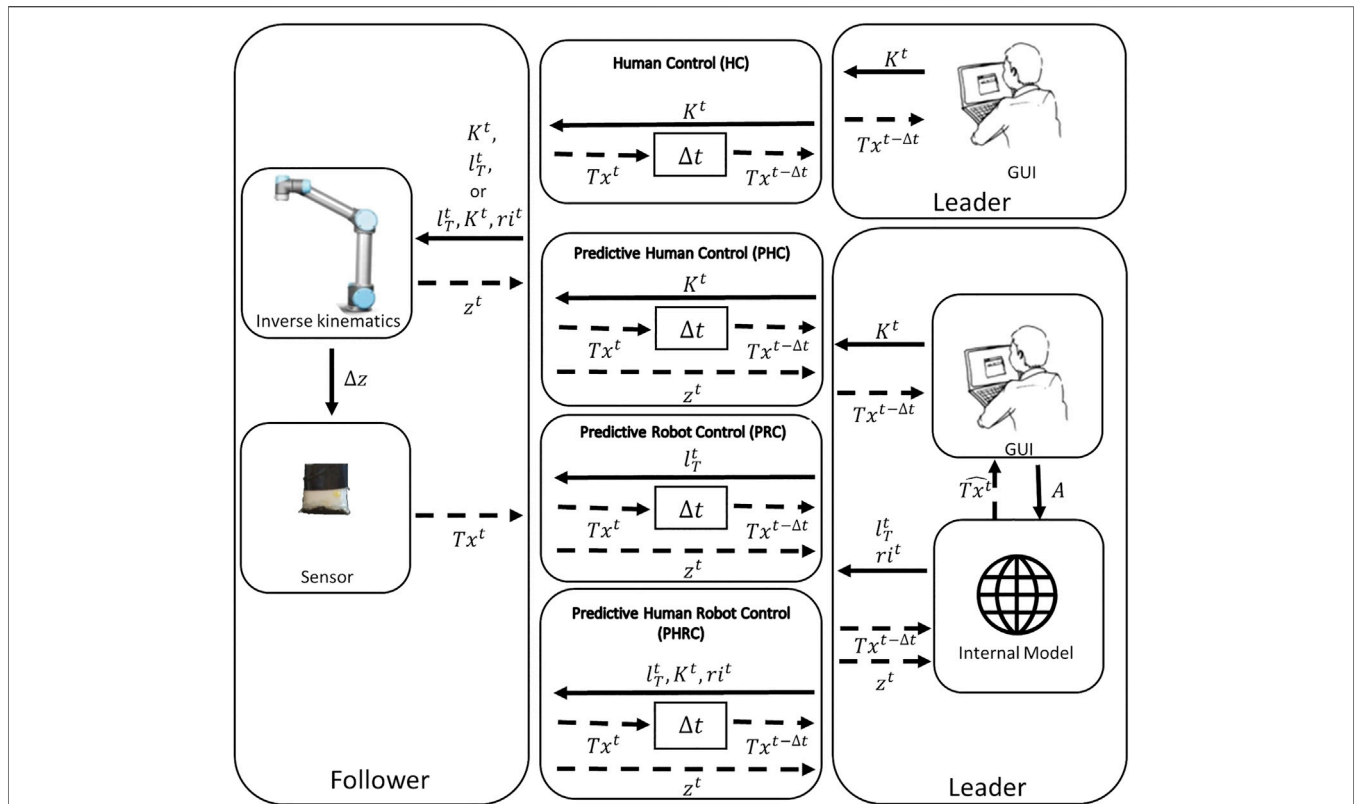 K^t,
l_T^t,
or
l_T^t, K^t, ri^t
z^t
Inverse kinematics
Δz
Sensor
Tx^t
Follower
Human Control (HC)
K^t
Δt
Tx^t
Tx^{t−Δt}
Predictive Human Control (PHC)
K^t
Δt
Tx^t
Tx^{t−Δt}
z^t
Predictive Robot Control (PRC)
l_T^t
Δt
Tx^t
Tx^{t−Δt}
z^t
Predictive Human Robot Control
(PHRC)
l_T^t, K^t, ri^t
Δt
Tx^t
Tx^{t−Δt}
z^t
K^t
Tx^{t−Δt}
GUI
Leader
K^t
Tx^{t−Δt}
GUI
\widehat{Tx^t}
A
l_T^t
ri^t
Tx^{t−Δt}
z^t
Internal Model
Leader